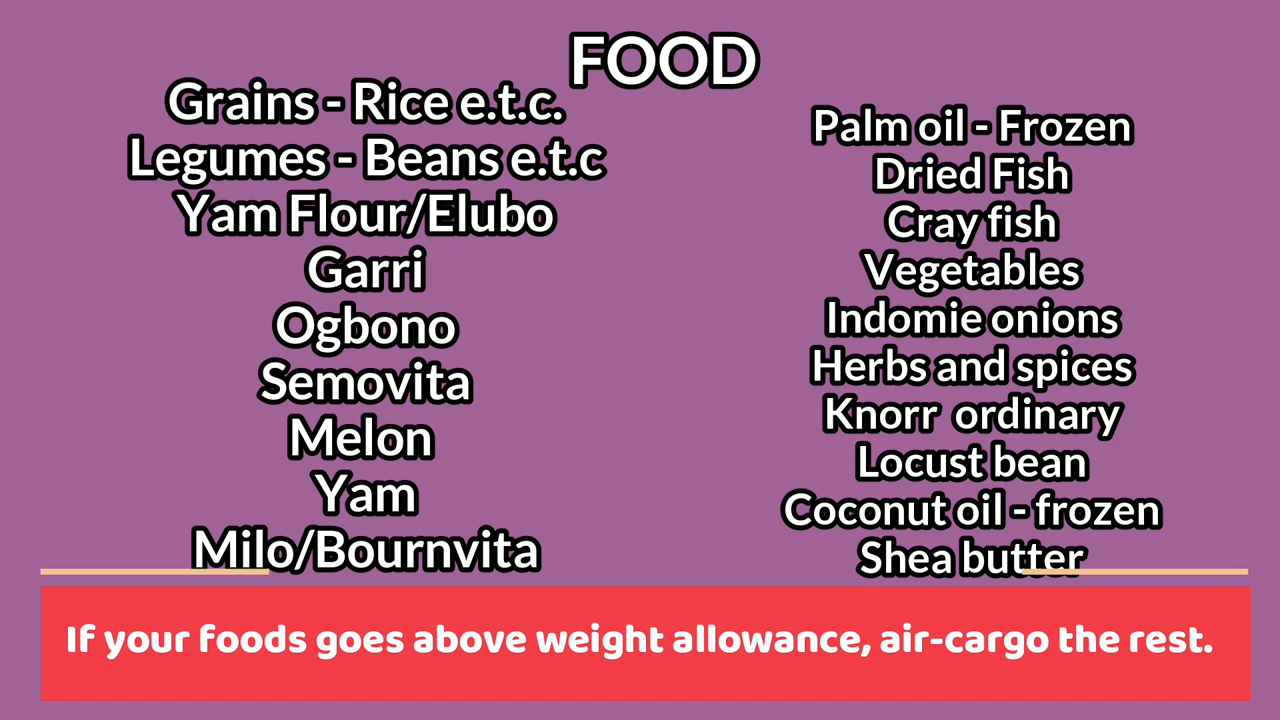 FOOD
Grains - Rice e.t.c.
Legumes - Beans e.t.c
Yam Flour/Elubo
Garri
Ogbono
Semovita
Melon
Yam
Milo/Bournvita
Palm oil - Frozen
Dried Fish
Cray fish
Vegetables
Indomie onions
Herbs and spices
Knorr ordinary
Locust bean
Coconut oil - frozen
Shea butter
If your foods goes above weight allowance, air-cargo the rest.